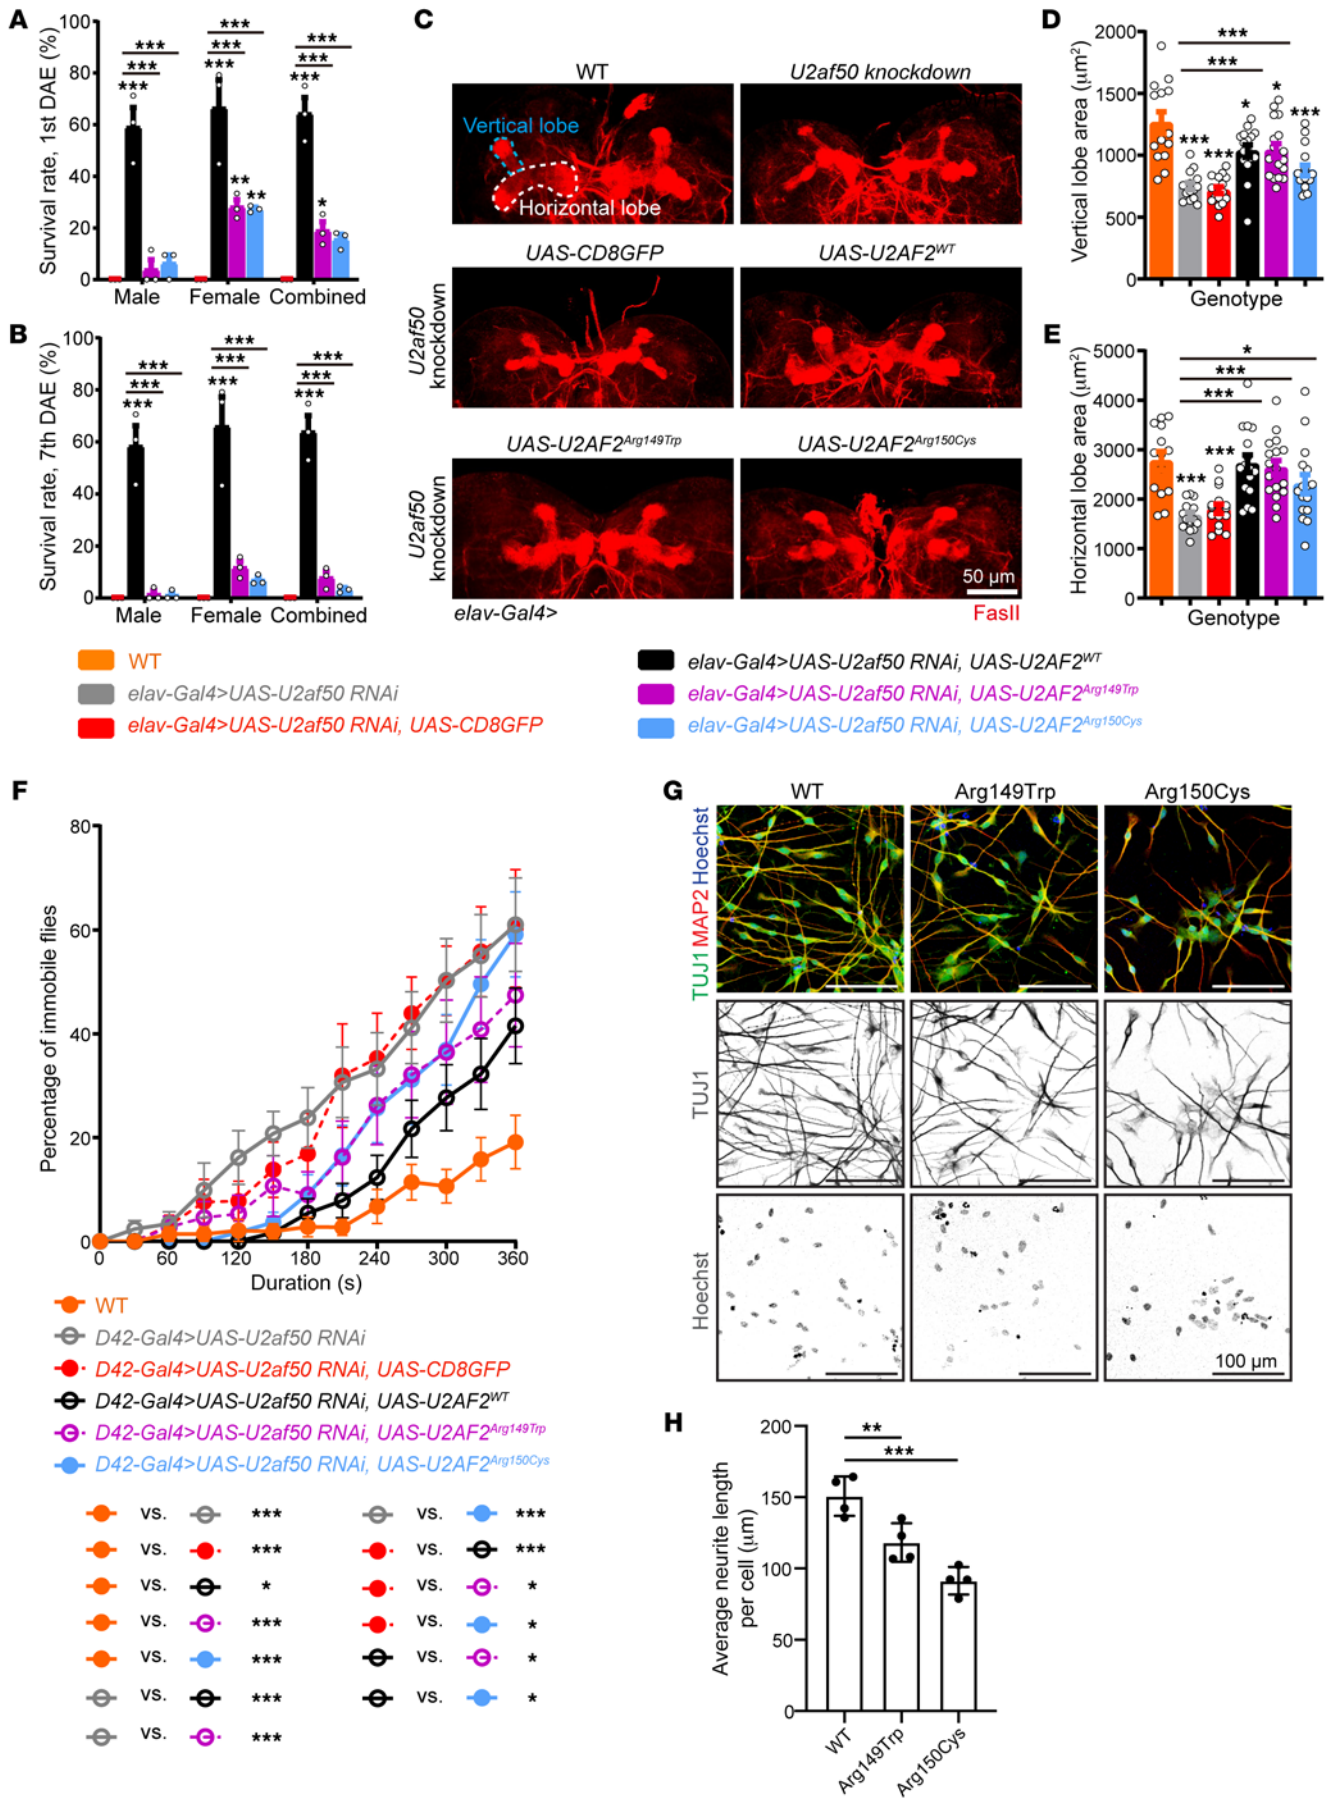 A
Survival rate, 1st DAE (%)
100
80
60
40
20
0
***
***
***
***
***
***
**
**
***
***
***
*
Male
Female
Combined
B
Survival rate, 7th DAE (%)
100
80
60
40
20
0
***
***
***
***
***
***
***
***
***
Male
Female
Combined
C
WT
U2af50 knockdown
Vertical lobe
Horizontal lobe
UAS-CD8GFP
UAS-U2AF2WT
U2af50
knockdown
UAS-U2AF2Arg149Trp
UAS-U2AF2Arg150Cys
U2af50
knockdown
50 µm
elav-Gal4>
FasII
D
Vertical lobe area (µm2)
2000
1500
1000
500
0
***
***
***
***
*
*
***
Genotype
E
Horizontal lobe area (µm2)
5000
4000
3000
2000
1000
0
*
***
***
***
***
Genotype
WT
elav-Gal4>UAS-U2af50 RNAi
elav-Gal4>UAS-U2af50 RNAi, UAS-CD8GFP
elav-Gal4>UAS-U2af50 RNAi, UAS-U2AF2WT
elav-Gal4>UAS-U2af50 RNAi, UAS-U2AF2Arg149Trp
elav-Gal4>UAS-U2af50 RNAi, UAS-U2AF2Arg150Cys
F
Percentage of immobile flies
80
60
40
20
0
0 60 120 180 240 300 360
Duration (s)
WT
D42-Gal4>UAS-U2af50 RNAi
D42-Gal4>UAS-U2af50 RNAi, UAS-CD8GFP
D42-Gal4>UAS-U2af50 RNAi, UAS-U2AF2WT
D42-Gal4>UAS-U2af50 RNAi, UAS-U2AF2Arg149Trp
D42-Gal4>UAS-U2af50 RNAi, UAS-U2AF2Arg150Cys
vs. ***
vs. ***
vs. *
vs. ***
vs. ***
vs. ***
vs. ***
vs. ***
vs. ***
vs. *
vs. *
vs. *
vs. *
G
WT
Arg149Trp
Arg150Cys
TUJ1 MAP2 Hoechst
TUJ1
Hoechst
100 µm
H
Average neurite length
per cell (µm)
200
150
100
50
0
**
***
WT
Arg149Trp
Arg150Cys